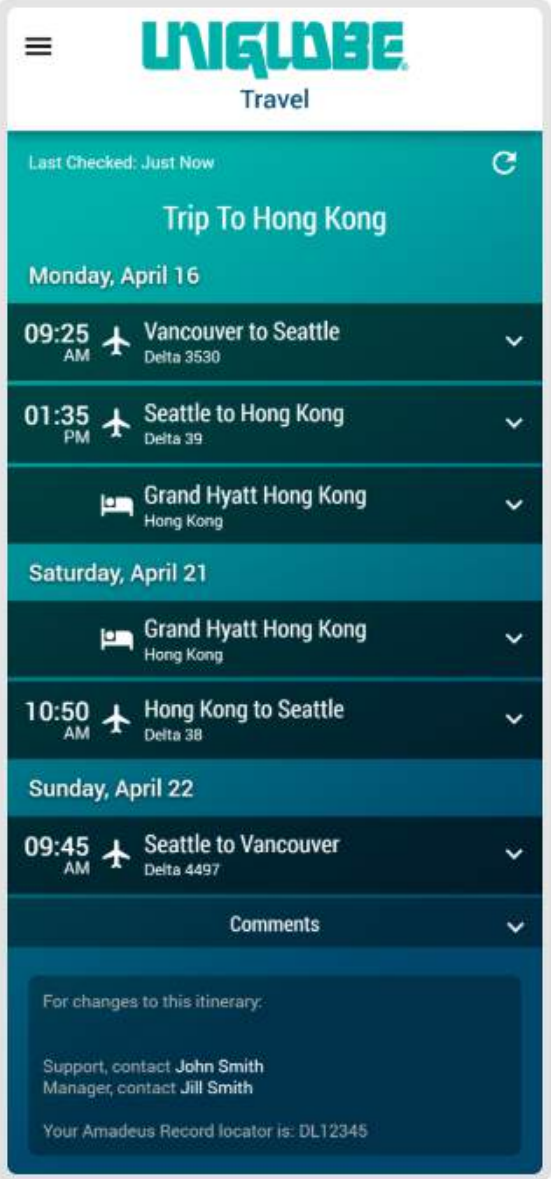 UNIGLOBE
Travel
Last Checked: Just Now
Trip To Hong Kong
Monday, April 16
09:25 AM Vancouver to Seattle
Delta 3530
01:35 PM Seattle to Hong Kong
Delta 39
Grand Hyatt Hong Kong
Hong Kong
Saturday, April 21
Grand Hyatt Hong Kong
Hong Kong
10:50 AM Hong Kong to Seattle
Delta 38
Sunday, April 22
09:45 AM Seattle to Vancouver
Delta 4497
Comments
For changes to this itinerary:
Support, contact John Smith
Manager, contact Jill Smith
Your Amadeus Record locator is: DL12345